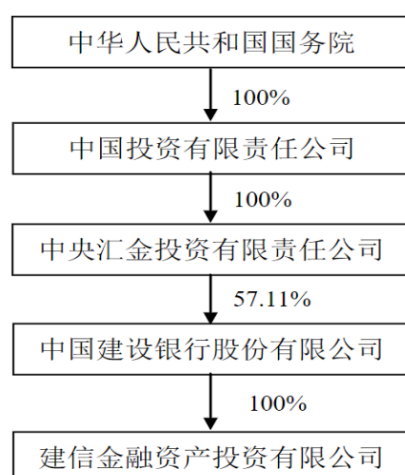 中华人民共和国国务院
100%
中国投资有限责任公司
100%
中央汇金投资有限责任公司
57.11%
中国建设银行股份有限公司
100%
建信金融资产投资有限公司